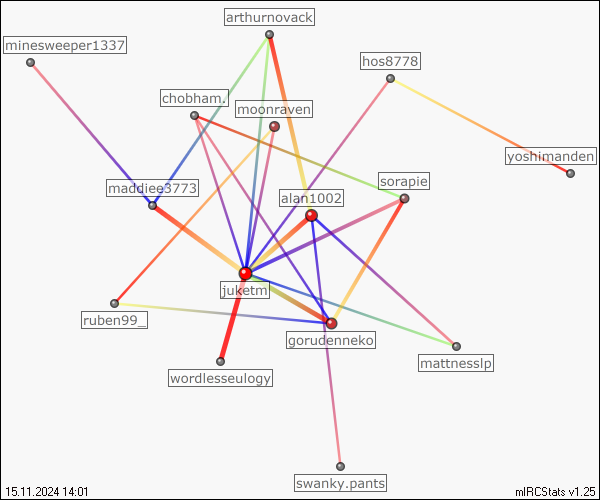 arthurnovack
minesweeper1337
hos8778
chobham.
moonraven
yoshimanden
maddiee3773
sorapie
alan1002
juketm
ruben99_
gorudenneko
mattnesslp
wordlesseulogy
swanky.pants
15.11.2024 14:01
mIRCStats v1.25